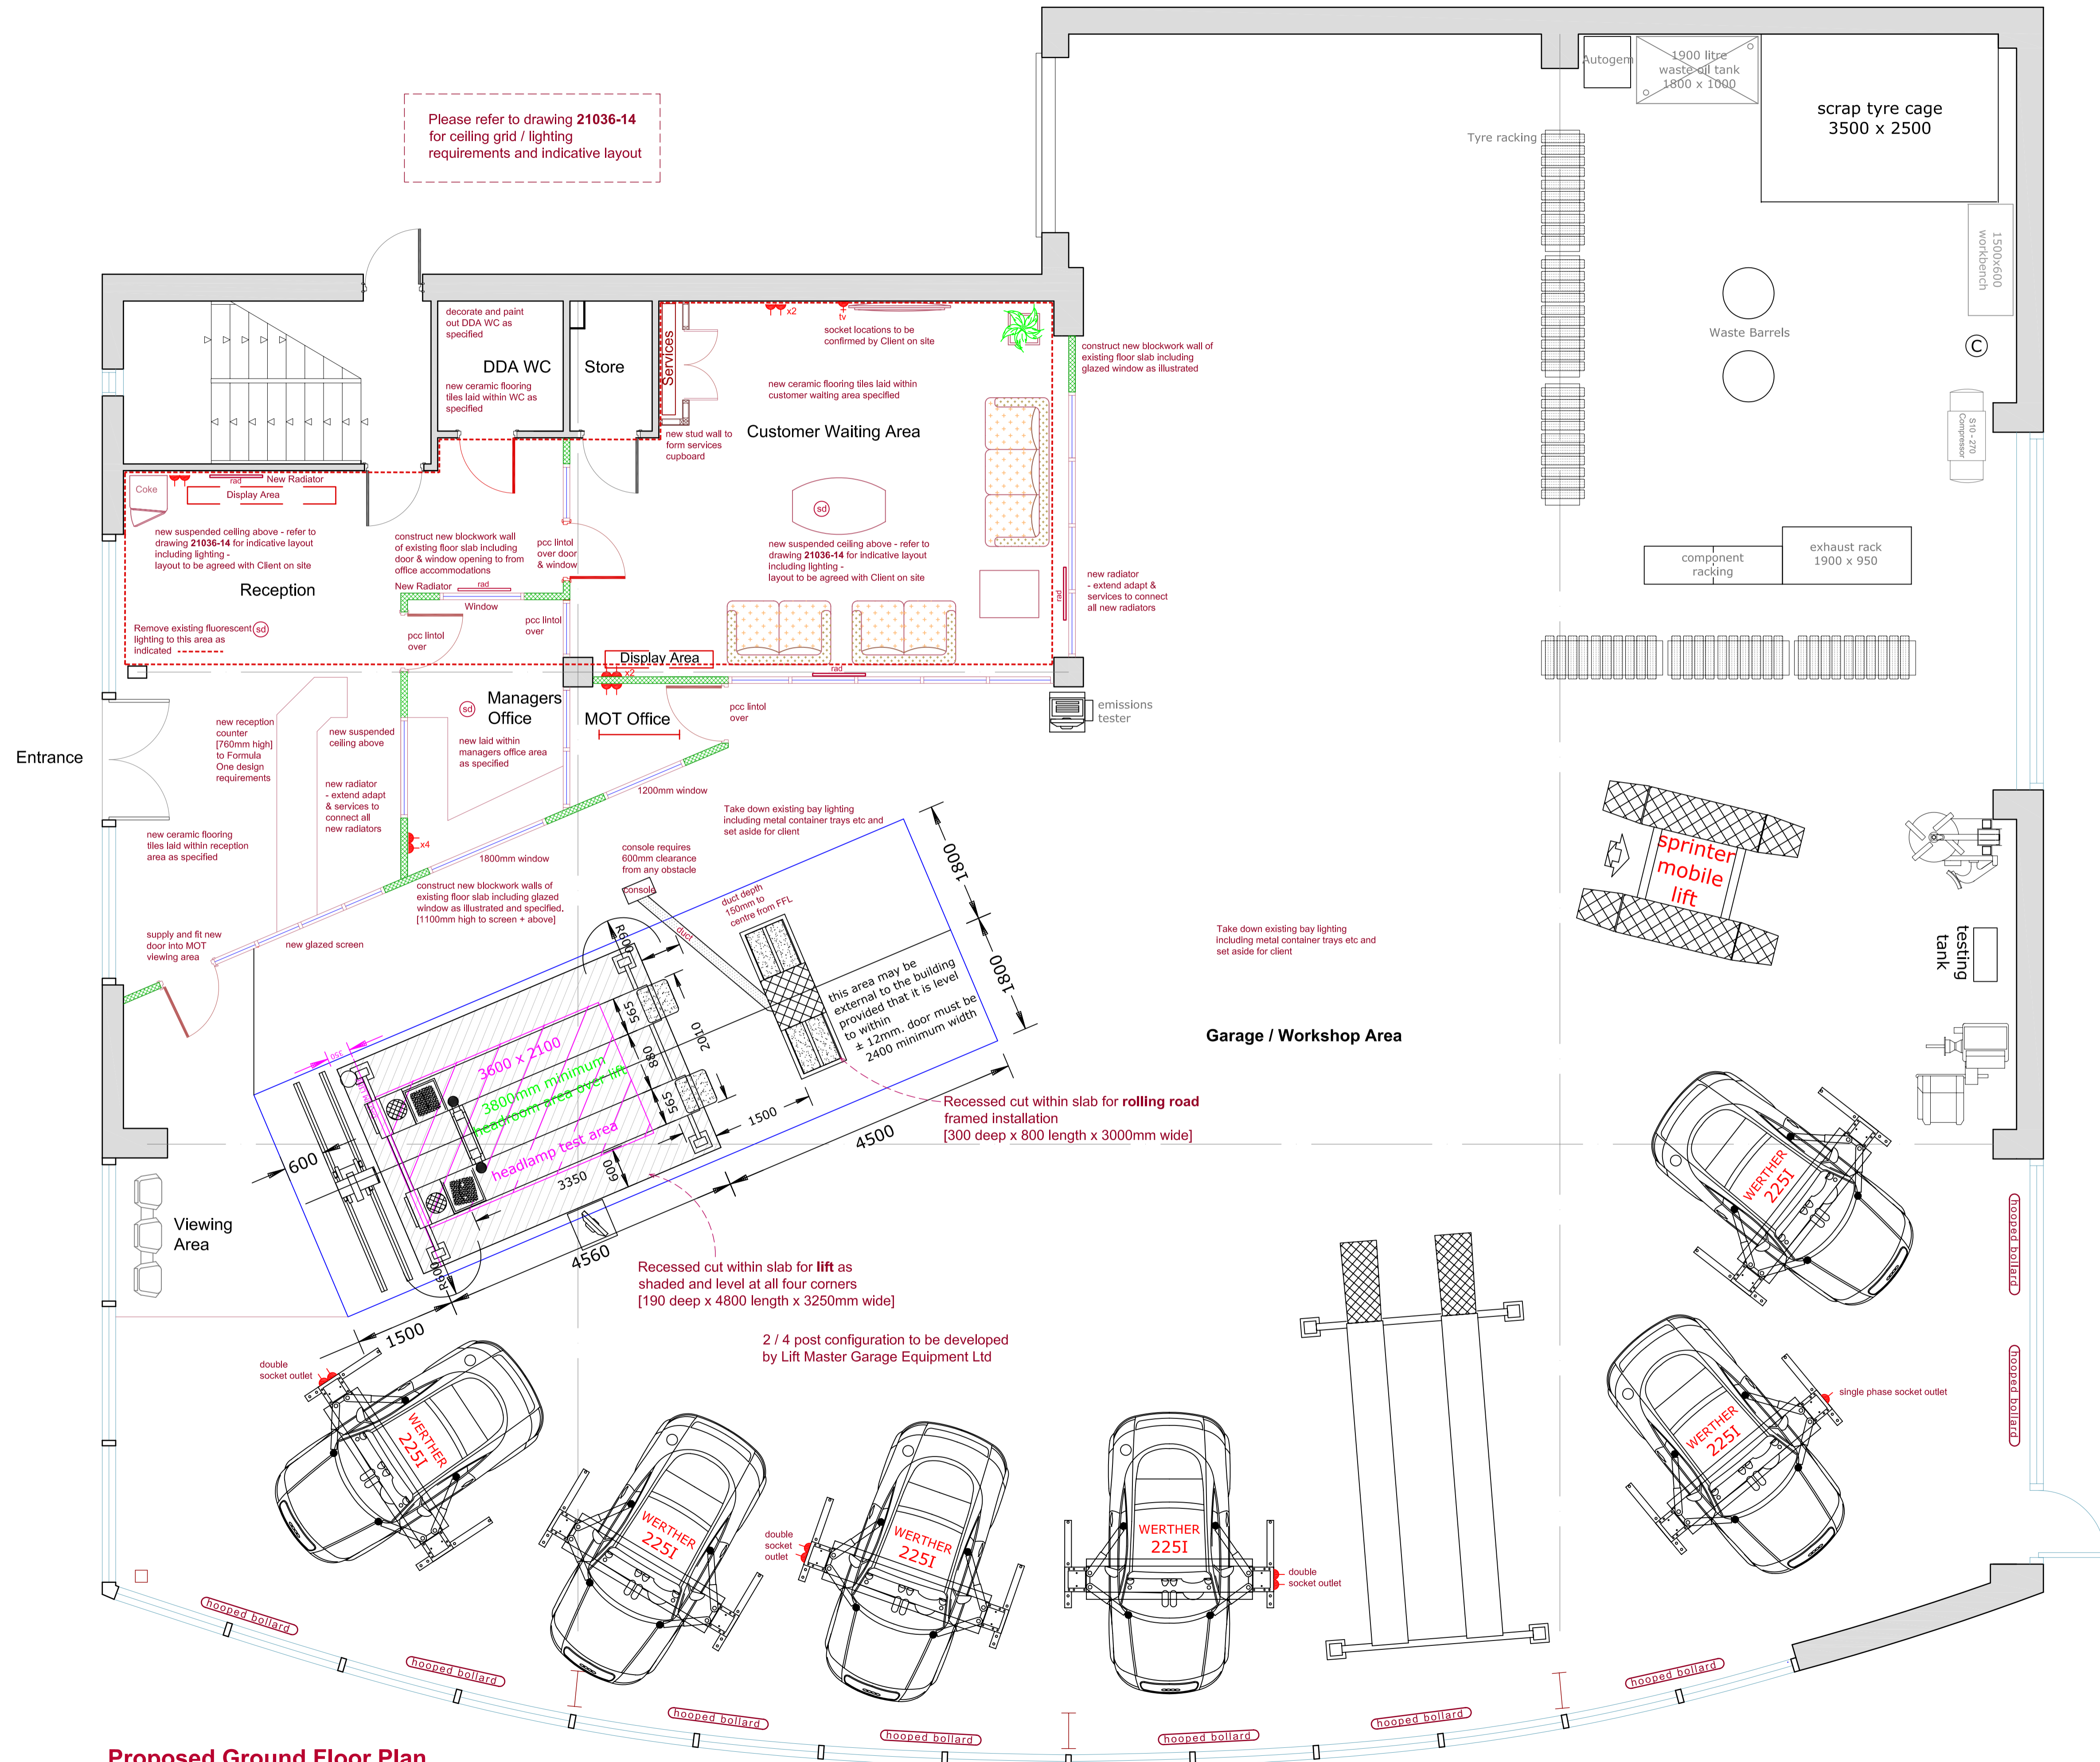 Please refer to drawing 21036-14
for ceiling grid / lighting
requirements and indicative layout
Autogem
1900 litre
waste oil tank
1800 x 1000
scrap tyre cage
3500 x 2500
Tyre racking
1500x600
workbench
Waste Barrels
C
S10 - 270
Compressor
component
racking
exhaust rack
1900 x 950
decorate and paint
out DDA WC as
specified
DDA WC
new ceramic flooring
tiles laid within WC as
specified
Store
Services
x2
tv
socket locations to be
confirmed by Client on site
new ceramic flooring tiles laid within
customer waiting area specified
Customer Waiting Area
new stud wall to
form services
cupboard
construct new blockwork wall of
existing floor slab including
glazed window as illustrated
sd
new suspended ceiling above - refer to
drawing 21036-14 for indicative layout
including lighting -
layout to be agreed with Client on site
rad
new radiator
- extend adapt &
services to connect
all new radiators
Coke
rad
New Radiator
Display Area
new suspended ceiling above - refer to
drawing 21036-14 for indicative layout
including lighting -
layout to be agreed with Client on site
Reception
Remove existing fluorescent
lighting to this area as
indicated
sd
construct new blockwork wall
of existing floor slab including
door & window opening to from
office accommodations
pcc lintol
over door
& window
New Radiator
rad
Window
pcc lintol
over
pcc lintol
over
Display Area
x2
rad
Managers
Office
sd
MOT Office
pcc lintol
over
emissions
tester
Entrance
new reception
counter
[760mm high]
to Formula
One design
requirements
new suspended
ceiling above
new laid within
managers office area
as specified
new radiator
- extend adapt
& services to
connect all
new radiators
x4
1200mm window
1800mm window
new ceramic flooring
tiles laid within reception
area as specified
construct new blockwork walls of
existing floor slab including glazed
window as illustrated and specified.
[1100mm high to screen + above]
Take down existing bay lighting
including metal container trays etc and
set aside for client
console requires
600mm clearance
from any obstacle
console
duct
duct depth
150mm to
centre from FFL
supply and fit new
door into MOT
viewing area
new glazed screen
sprinter
mobile
lift
testing
tank
Take down existing bay lighting
including metal container trays etc and
set aside for client
Garage / Workshop Area
1800
1800
this area may be
external to the building
provided that it is level
to within
± 12mm. door must be
2400 minimum width
R600
565
880
565
2010
350
3600 x 2100
3800mm minimum
headroom area over lift
headlamp test area
3350
600
600
1500
4500
4560
1500
R600
Recessed cut within slab for rolling road
framed installation
[300 deep x 800 length x 3000mm wide]
Viewing
Area
Recessed cut within slab for lift as
shaded and level at all four corners
[190 deep x 4800 length x 3250mm wide]
2 / 4 post configuration to be developed
by Lift Master Garage Equipment Ltd
double
socket outlet
WERTHER
225I
WERTHER
225I
double
socket
outlet
WERTHER
225I
WERTHER
225I
double
socket outlet
WERTHER
225I
WERTHER
225I
single phase socket outlet
hooped bollard
hooped bollard
hooped bollard
hooped bollard
hooped bollard
hooped bollard
hooped bollard
hooped bollard
hooped bollard
Proposed Ground Floor Plan